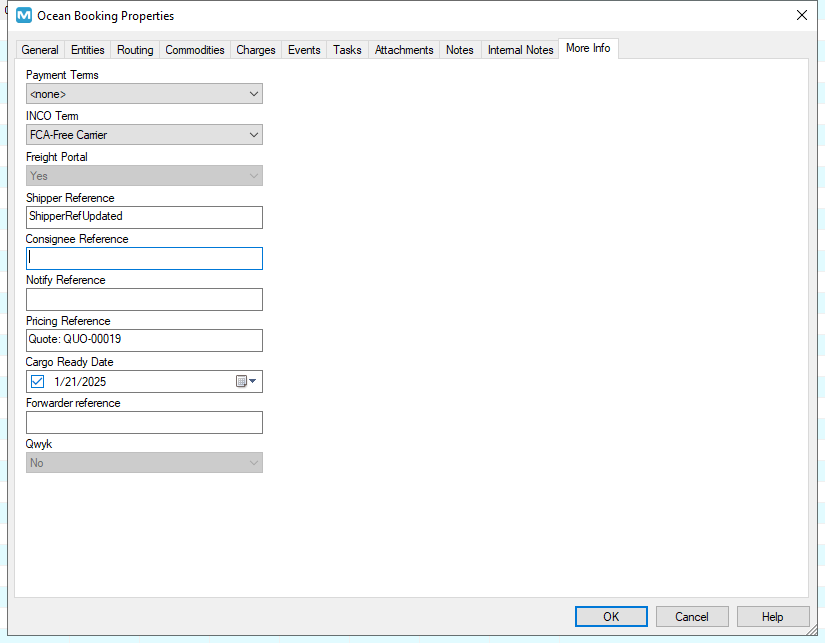 Ocean Booking Properties
General Entities Routing Commodities Charges Events Tasks Attachments Notes Internal Notes More Info
Payment Terms
<none>
INCO Term
FCA-Free Carrier
Freight Portal
Yes
Shipper Reference
ShipperRefUpdated
Consignee Reference
Notify Reference
Pricing Reference
Quote: QUO-00019
Cargo Ready Date
1/21/2025
Forwarder reference
Qwyk
No
OK Cancel Help